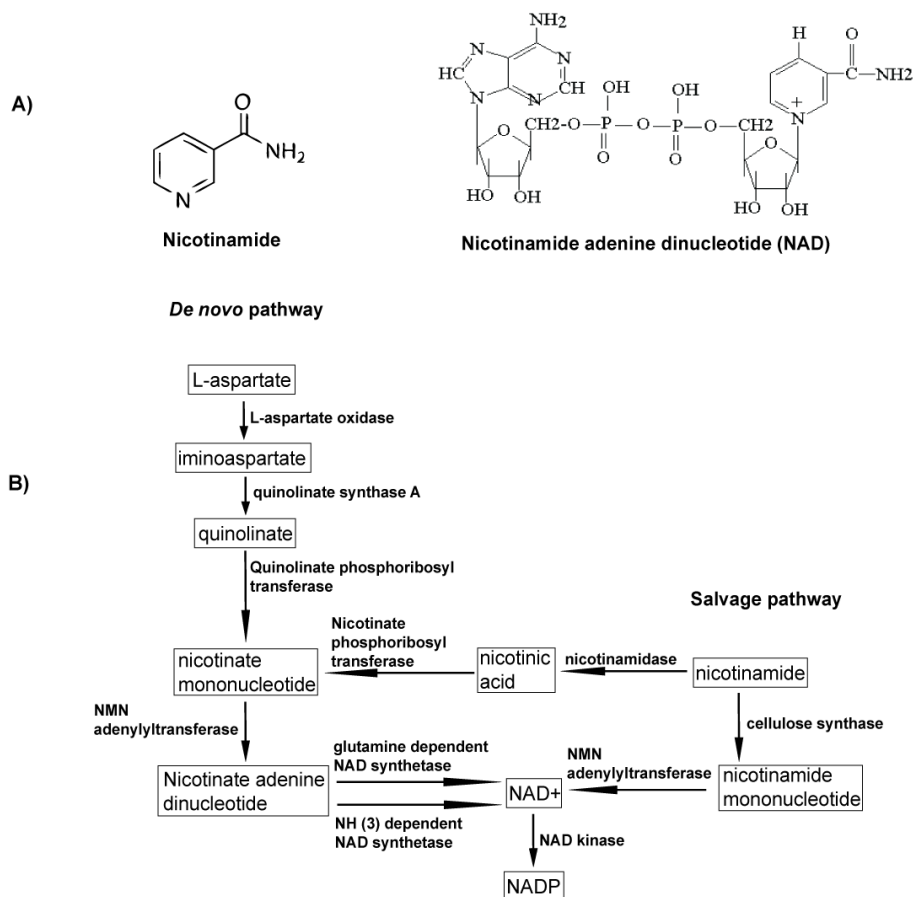 A)
O
NH2
N
Nicotinamide
NH2
N
N
HC
N
N
CH
O
CH2-O
OH
P
O
O
OH
P
O
O
CH2
O
H
O
C
NH2
N
+
HO
OH
HO
OH
Nicotinamide adenine dinucleotide (NAD)
De novo pathway
B)
L-aspartate
L-aspartate oxidase
iminoaspartate
quinolinate synthase A
quinolinate
Quinolinate phosphoribosyl
transferase
Salvage pathway
nicotinate
mononucleotide
Nicotinate
phosphoribosyl
transferase
nicotinic
acid
nicotinamidase
nicotinamide
NMN
adenylyltransferase
cellulose synthase
Nicotinate adenine
dinucleotide
glutamine dependent
NAD synthetase
NH (3) dependent
NAD synthetase
NAD+
NMN
adenylyltransferase
nicotinamide
mononucleotide
NAD kinase
NADP